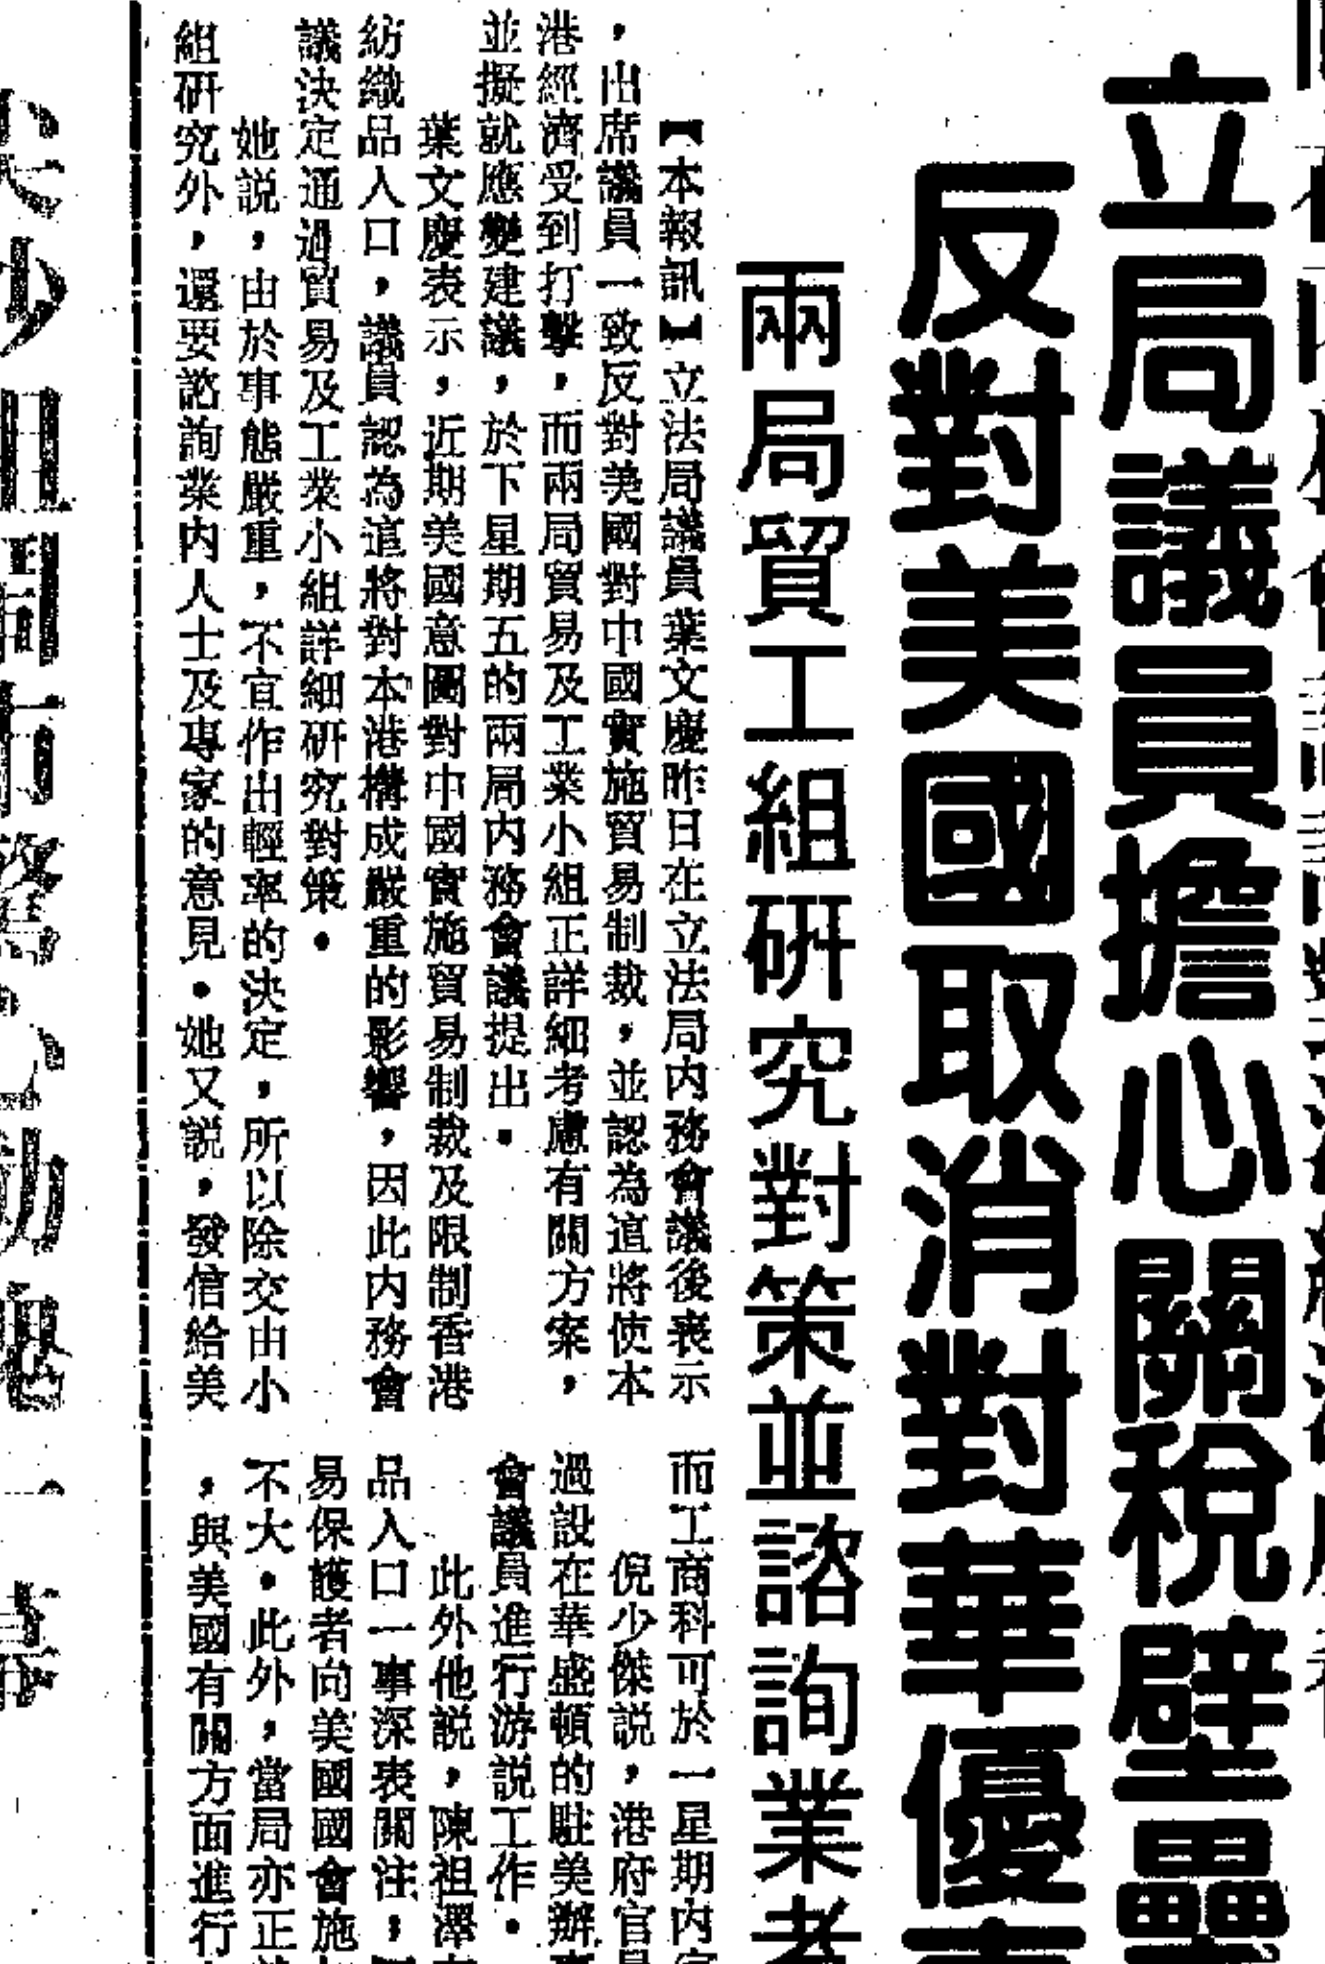 立局議員擔心關稅壁壘
反對美國取消對華優
兩局貿工組研究對策並諮詢業者
【本報訊】立法局議員葉文慶昨日在立法局內務會議後表示
，出席議員一致反對美國對中國實施貿易制裁，並認為這將使本
港經濟受到打擊，而兩局貿易及工業小組正詳細考慮有關方案，
並擬就應變建議，於下星期五的兩局內務會議提出。
葉文慶表示，近期美國意圖對中國實施貿易制裁及限制香港
紡織品入口，議員認為這將對本港構成嚴重的影響，因此內務會
議決定通過貿易及工業小組詳細研究對策。
她說，由於事態嚴重，不宜作出輕率的決定，所以除交由小
組研究外，還要諮詢業內人士及專家的意見。她又說，發信給美
而工商科可於一星期內
倪少傑說，港府官
過設在華盛頓的駐美辦
會議員進行游說工作。
此外他說，陳祖澤
品入口一事深表關注，
易保護者向美國國會施
不大。此外，當局亦正
，與美國有關方面進行